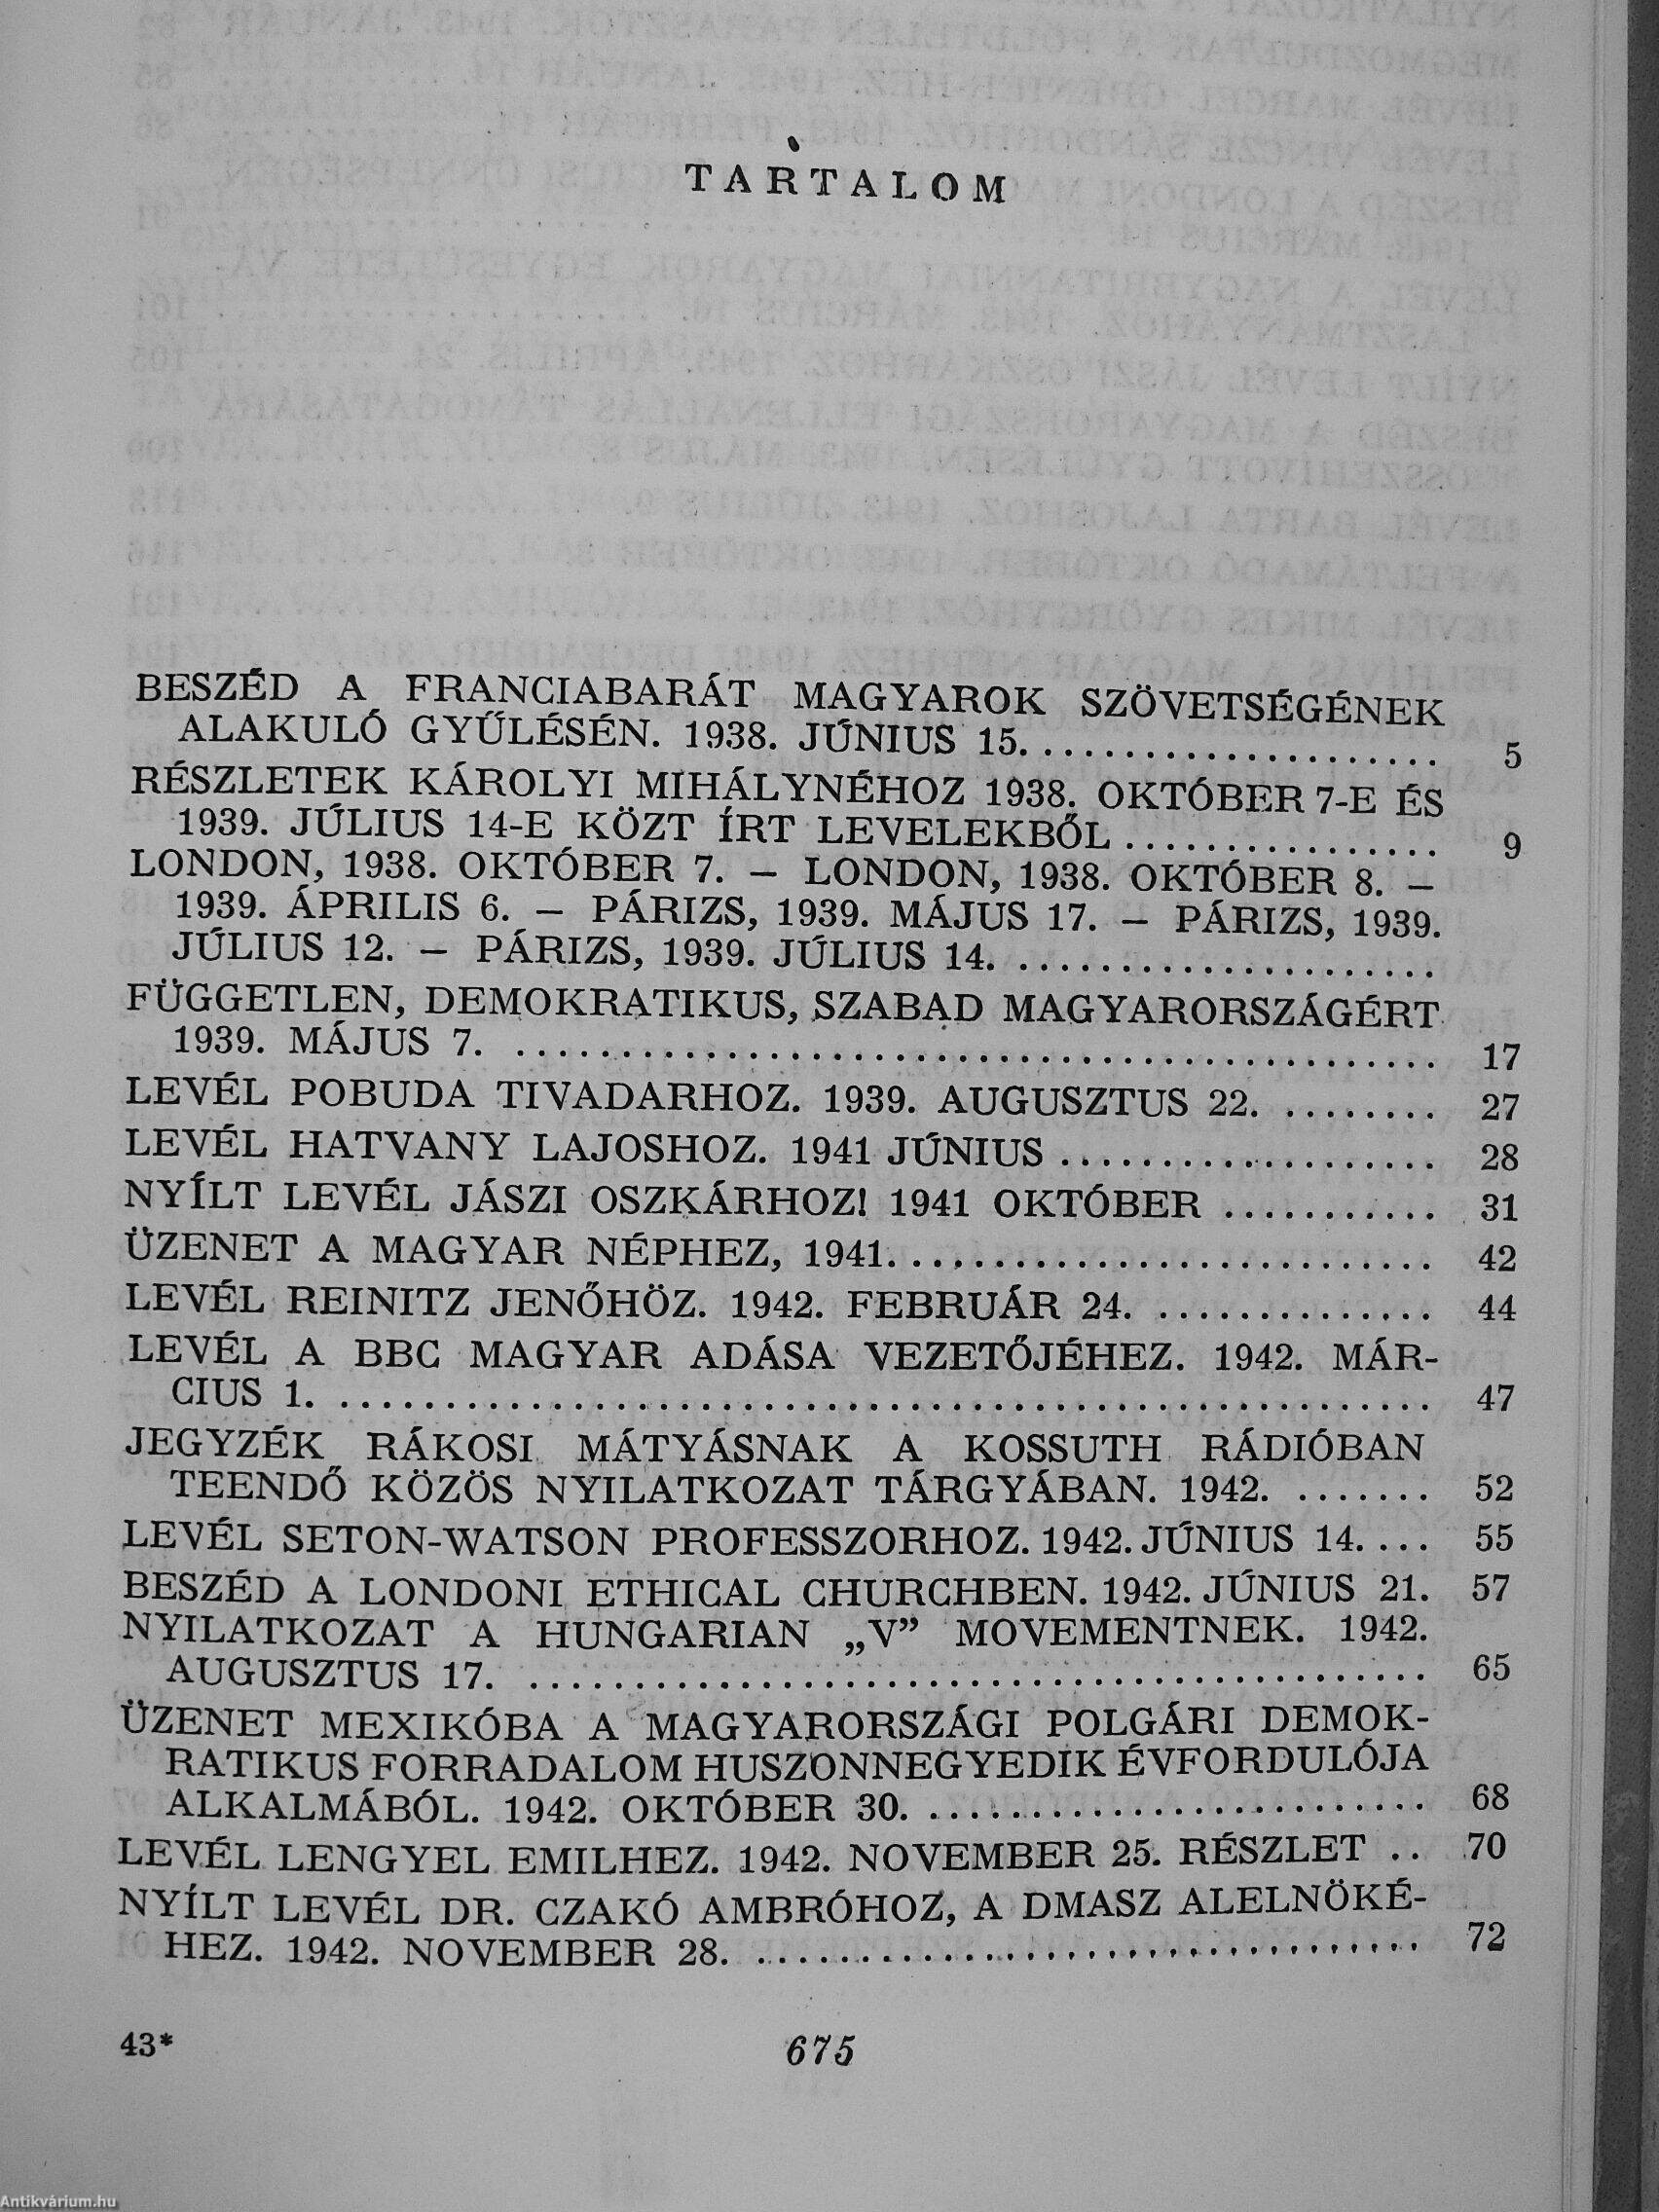 TARTALOM
BESZÉD A FRANCIABARÁT MAGYAROK SZÖVETSÉGÉNEK
ALAKULÓ GYŰLÉSÉN. 1938. JÚNIUS 15. .................... 5
RÉSZLETEK KÁROLYI MIHÁLYNÉHOZ 1938. OKTÓBER 7-E ÉS
1939. JÚLIUS 14-E KÖZT ÍRT LEVELEKBŐL ................ 9
LONDON, 1938. OKTÓBER 7. – LONDON, 1938. OKTÓBER 8. –
1939. ÁPRILIS 6. – PÁRIZS, 1939. MÁJUS 17. – PÁRIZS, 1939.
JÚLIUS 12. – PÁRIZS, 1939. JÚLIUS 14. ......................
FÜGGETLEN, DEMOKRATIKUS, SZABAD MAGYARORSZÁGÉRT
1939. MÁJUS 7. ................................................ 17
LEVÉL POBUDA TIVADARHOZ. 1939. AUGUSZTUS 22. ......... 27
LEVÉL HATVANY LAJOSHOZ. 1941 JÚNIUS ................... 28
NYÍLT LEVÉL JÁSZI OSZKÁRHOZ! 1941 OKTÓBER ........... 31
ÜZENET A MAGYAR NÉPHEZ, 1941. ........................... 42
LEVÉL REINITZ JENŐHÖZ. 1942. FEBRUÁR 24. .............. 44
LEVÉL A BBC MAGYAR ADÁSA VEZETŐJÉHEZ. 1942. MÁR-
CIUS 1. ........................................................ 47
JEGYZÉK RÁKOSI MÁTYÁSNAK A KOSSUTH RÁDIÓBAN
TEENDŐ KÖZÖS NYILATKOZAT TÁRGYÁBAN. 1942. ....... 52
LEVÉL SETON-WATSON PROFESSZORHOZ. 1942. JÚNIUS 14. ... 55
BESZÉD A LONDONI ETHICAL CHURCHBEN. 1942. JÚNIUS 21. 57
NYILATKOZAT A HUNGARIAN „V” MOVEMENTNEK. 1942.
AUGUSZTUS 17. .............................................. 65
ÜZENET MEXIKÓBA A MAGYARORSZÁGI POLGÁRI DEMOK-
RATIKUS FORRADALOM HUSZONNEGYEDIK ÉVFORDULÓJA
ALKALMÁBÓL. 1942. OKTÓBER 30. .......................... 68
LEVÉL LENGYEL EMILHEZ. 1942. NOVEMBER 25. RÉSZLET .. 70
NYÍLT LEVÉL DR. CZAKÓ AMBRÓHOZ, A DMASZ ALELNÖKÉ-
HEZ. 1942. NOVEMBER 28. ................................... 72
43* 675
Antikvárium.hu